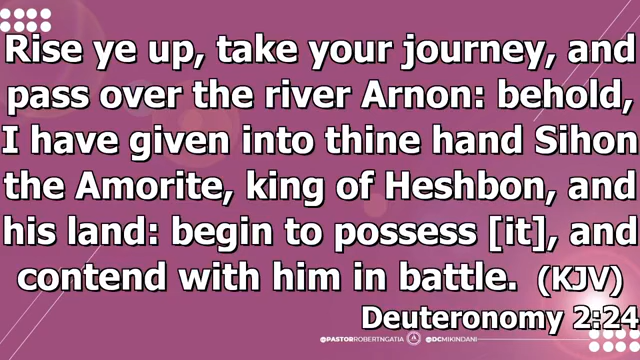 Rise ye up, take your journey, and
pass over the river Arnon: behold,
I have given into thine hand Sihon
the Amorite, king of Heshbon, and
his land: begin to possess [it], and
contend with him in battle. (KJV)
Deuteronomy 2:24
@PASTORROBERTNGATIA @DCMIKINDANI